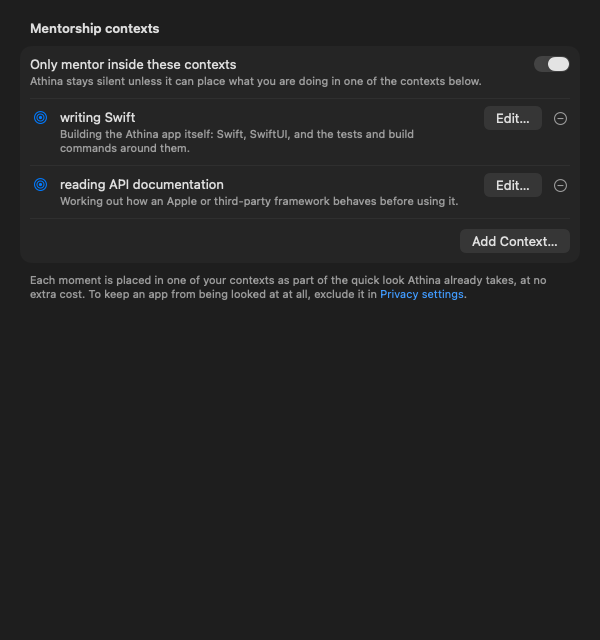 Mentorship contexts
Only mentor inside these contexts
Athina stays silent unless it can place what you are doing in one of the contexts below.
writing Swift
Edit...
Building the Athina app itself: Swift, SwiftUI, and the tests and build
commands around them.
reading API documentation
Edit...
Working out how an Apple or third-party framework behaves before using it.
Add Context...
Each moment is placed in one of your contexts as part of the quick look Athina already takes, at no
extra cost. To keep an app from being looked at at all, exclude it in Privacy settings.